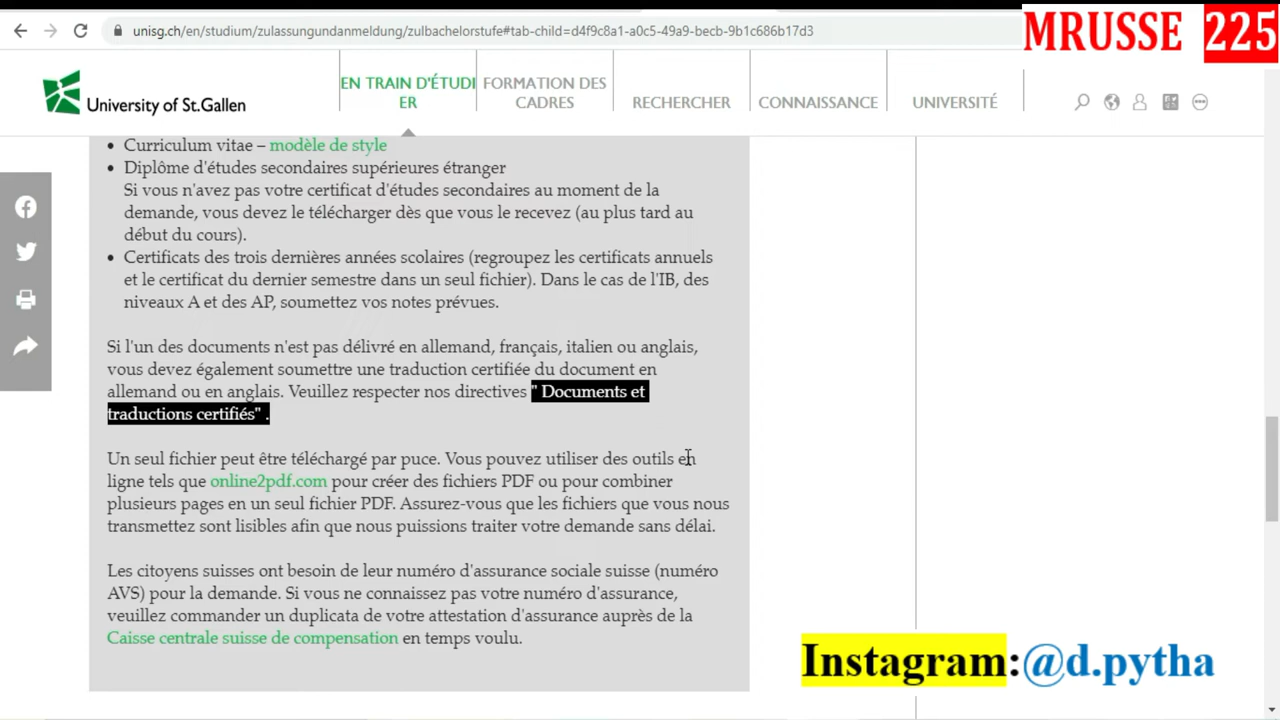 unisg.ch/en/studium/zulassungundanmeldung/zulbachelorstufe#tab-child=d4f9c8a1-a0c5-49a9-becb-9b1c686b17d3
MRUSSE 225
University of St.Gallen
EN TRAIN D'ÉTUDI
ER
FORMATION DES
CADRES
RECHERCHER
CONNAISSANCE
UNIVERSITÉ
• Curriculum vitae – modèle de style
• Diplôme d'études secondaires supérieures étranger
Si vous n'avez pas votre certificat d'études secondaires au moment de la
demande, vous devez le télécharger dès que vous le recevez (au plus tard au
début du cours).
• Certificats des trois dernières années scolaires (regroupez les certificats annuels
et le certificat du dernier semestre dans un seul fichier). Dans le cas de l'IB, des
niveaux A et des AP, soumettez vos notes prévues.
Si l'un des documents n'est pas délivré en allemand, français, italien ou anglais,
vous devez également soumettre une traduction certifiée du document en
allemand ou en anglais. Veuillez respecter nos directives " Documents et
traductions certifiés" .
Un seul fichier peut être téléchargé par puce. Vous pouvez utiliser des outils en
ligne tels que online2pdf.com pour créer des fichiers PDF ou pour combiner
plusieurs pages en un seul fichier PDF. Assurez-vous que les fichiers que vous nous
transmettez sont lisibles afin que nous puissions traiter votre demande sans délai.
Les citoyens suisses ont besoin de leur numéro d'assurance sociale suisse (numéro
AVS) pour la demande. Si vous ne connaissez pas votre numéro d'assurance,
veuillez commander un duplicata de votre attestation d'assurance auprès de la
Caisse centrale suisse de compensation en temps voulu.
Instagram:@d.pytha